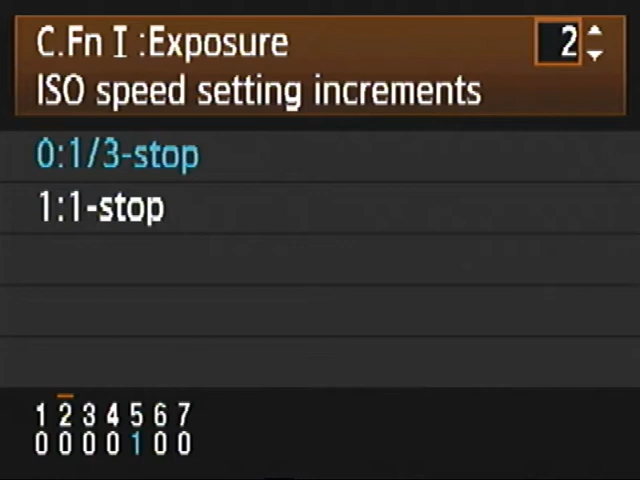 C.Fn I :Exposure 2
ISO speed setting increments
0:1/3-stop
1:1-stop
1 2 3 4 5 6 7
0 0 0 0 1 0 0